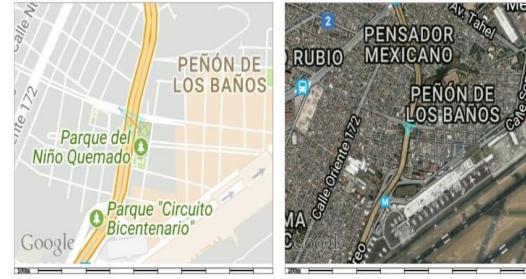 Calle N
nte 172
PEÑÓN DE
LOS BAÑOS
Parque del
Niño Quemado
Parque "Circuito
Bicentenario"
Google
2
RUBIO
PENSADOR
MEXICANO
Av. Tahel
PEÑÓN DE
LOS BAÑOS
Calle Oriente 172
M
Google